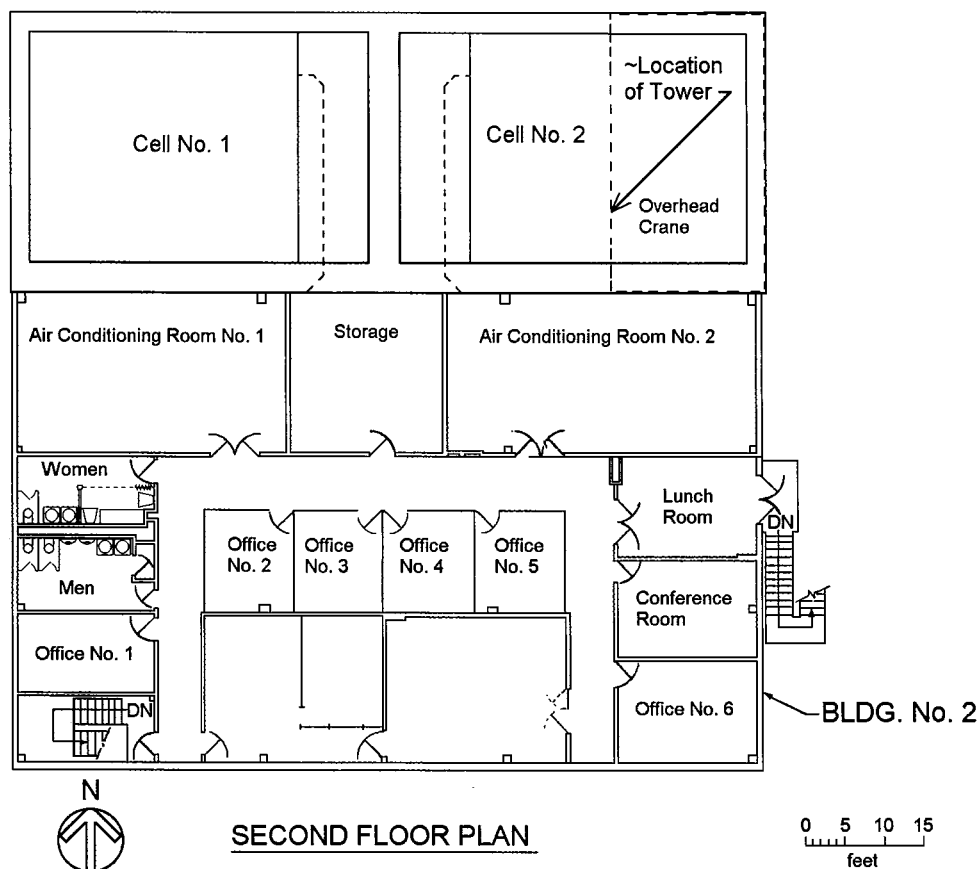 ~Location
of Tower
Cell No. 1
Cell No. 2
Overhead
Crane
Air Conditioning Room No. 1
Storage
Air Conditioning Room No. 2
Women
Lunch
Room
DN
Office
No. 2
Office
No. 3
Office
No. 4
Office
No. 5
Men
Conference
Room
Office No. 1
DN
Office No. 6
BLDG. No. 2
N
SECOND FLOOR PLAN
0 5 10 15
feet